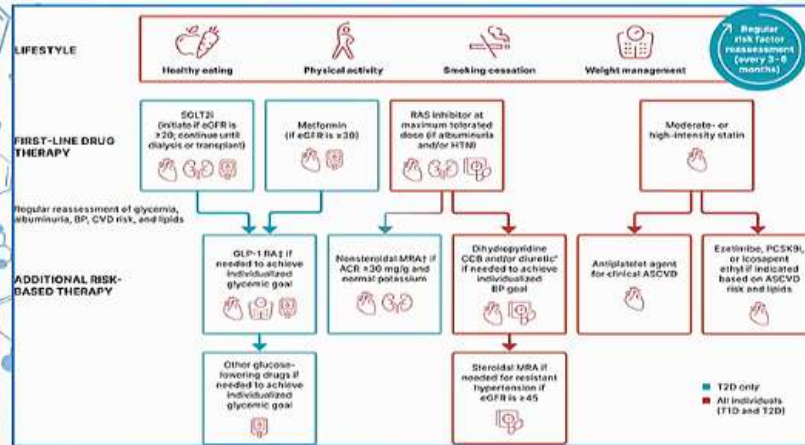 LIFESTYLE
Healthy eating
Physical activity
Smoking cessation
Weight management
Regular
risk factor
reassessment
(every 3–6
months)
FIRST-LINE DRUG
THERAPY
SGLT2i
(initiate if eGFR is
≥20; continue until
dialysis or transplant)
Metformin
(if eGFR is ≥30)
RAS inhibitor at
maximum tolerated
dose (if albuminuria
and/or HTN)
Moderate- or
high-intensity statin
Regular reassessment of glycemia,
albuminuria, BP, CVD risk, and lipids
ADDITIONAL RISK-
BASED THERAPY
GLP-1 RA‡ if
needed to achieve
individualized
glycemic goal
Nonsteroidal MRA† if
ACR ≥30 mg/g and
normal potassium
Dihydropyridine
CCB and/or diuretic*
if needed to achieve
individualized
BP goal
Antiplatelet agent
for clinical ASCVD
Ezetimibe, PCSK9i,
or icosapent
ethyl if indicated
based on ASCVD
risk and lipids
Other glucose-
lowering drugs if
needed to achieve
individualized
glycemic goal
Steroidal MRA if
needed for resistant
hypertension if
eGFR is ≥45
T2D only
All individuals
(T1D and T2D)